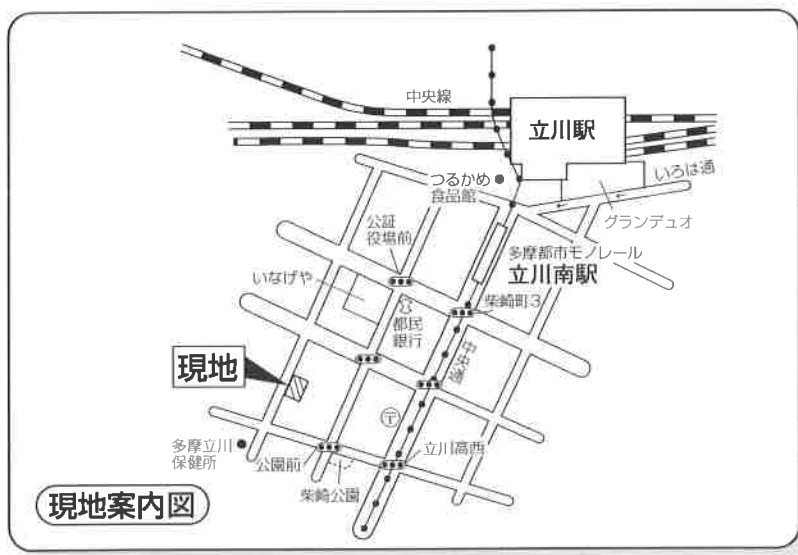 中央線
立川駅
つるかめ
食品館
いろは通
グランデュオ
公証
役場前
多摩都市モノレール
立川南駅
いなげや
柴崎町3
都民
銀行
現地
〒
多摩立川
保健所
公園前
立川高西
柴崎公園
現地案内図